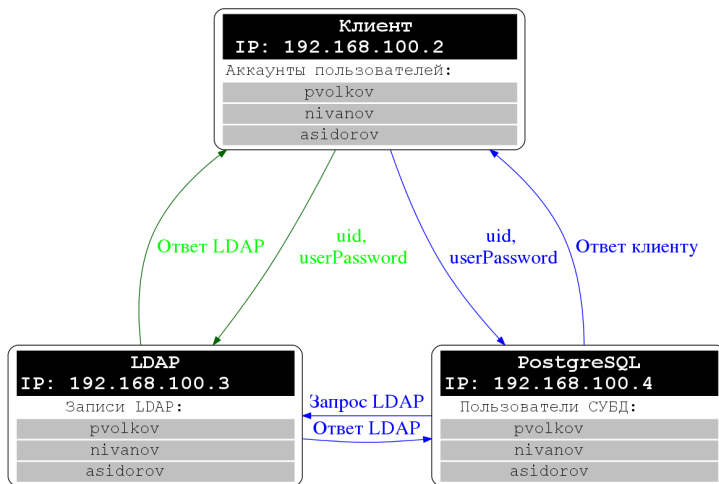 Клиент
IP: 192.168.100.2
Аккаунты пользователей:
pvolkov
nivanov
asidorov
Ответ LDAP
uid,
userPassword
uid,
userPassword
Ответ клиенту
LDAP
IP: 192.168.100.3
Записи LDAP:
pvolkov
nivanov
asidorov
Запрос LDAP
Ответ LDAP
PostgreSQL
IP: 192.168.100.4
Пользователи СУБД:
pvolkov
nivanov
asidorov